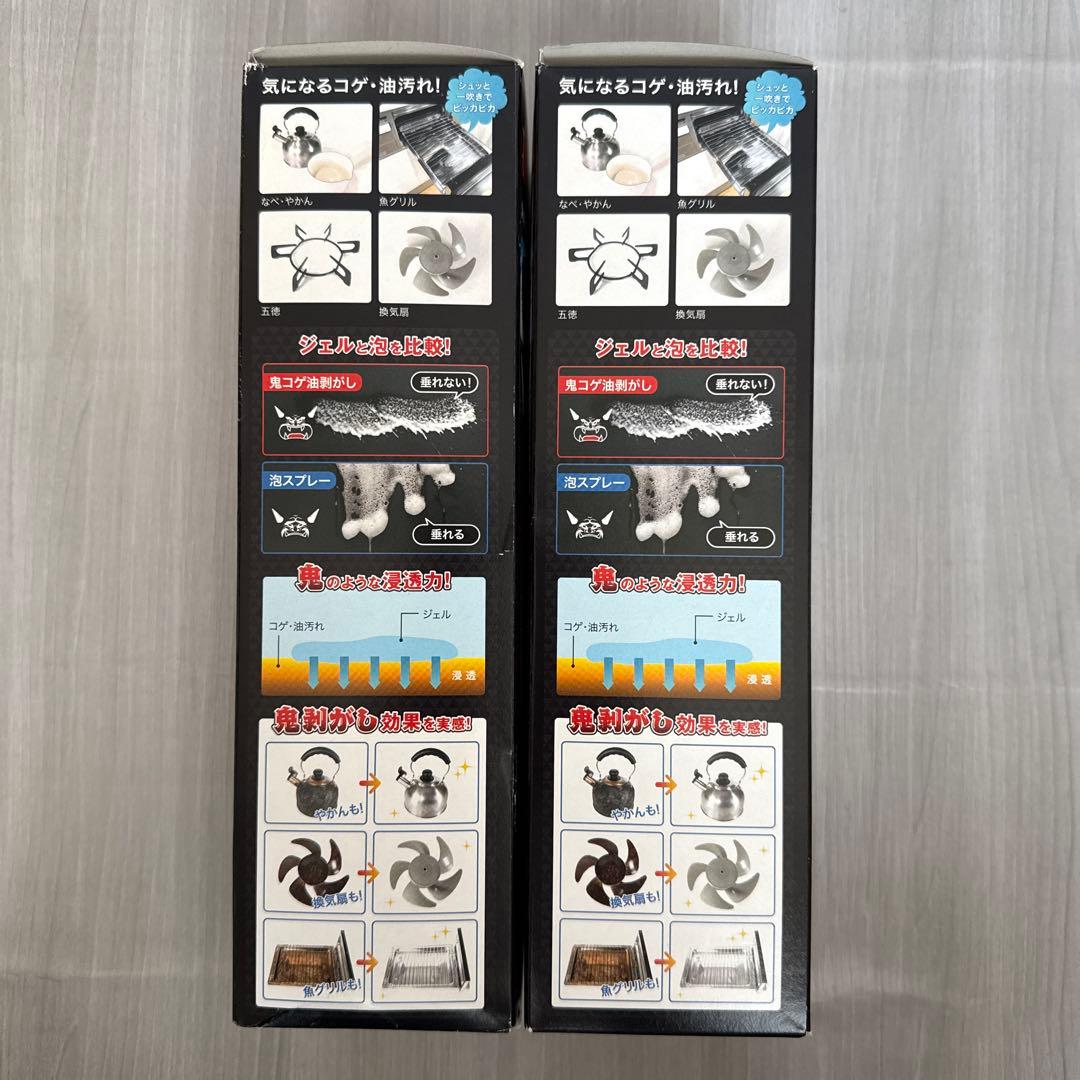 気になるコゲ・油汚れ!
シュッと
一吹きで
ピッカピカ
なべ・やかん
魚グリル
五徳
換気扇
ジェルと泡を比較!
鬼コゲ油剥がし
垂れない!
泡スプレー
垂れる
鬼のような浸透力!
ジェル
コゲ・油汚れ
浸透
鬼剥がし効果を実感!
やかんも!
換気扇も!
魚グリルも!
気になるコゲ・油汚れ!
シュッと
一吹きで
ピッカピカ
なべ・やかん
魚グリル
五徳
換気扇
ジェルと泡を比較!
鬼コゲ油剥がし
垂れない!
泡スプレー
垂れる
鬼のような浸透力!
ジェル
コゲ・油汚れ
浸透
鬼剥がし効果を実感!
やかんも!
換気扇も!
魚グリルも!